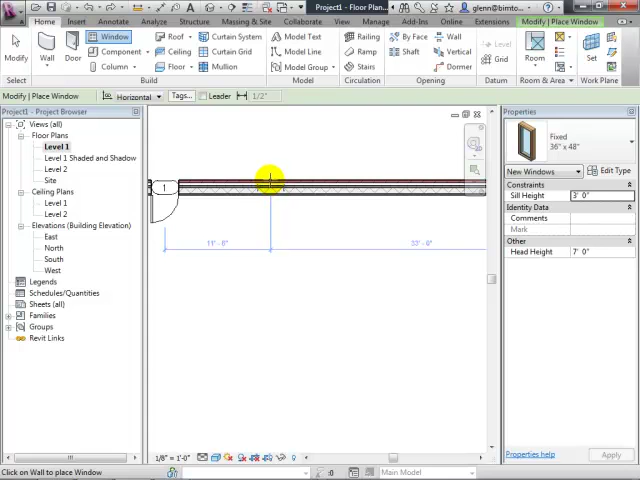 Project1 - Floor Plan...
glenn@bimto...
Home Insert Annotate Analyze Structure Massing & Site Collaborate View Manage Add-Ins Online Extensions Modify | Place Window
Modify Wall Door Window Component Column Roof Ceiling Floor Curtain System Curtain Grid Mullion Model Text Model Line Model Group Railing Ramp Stairs By Face Shaft Wall Vertical Dormer Level Grid Room Set
Select Build Model Circulation Opening Datum Room & Area Work Plane
Modify | Place Window Horizontal Tags... Leader 1/2"
Project1 - Project Browser
Views (all)
Floor Plans
Level 1
Level 1 Shaded and Shadow
Level 2
Site
Ceiling Plans
Level 1
Level 2
Elevations (Building Elevation)
East
North
South
West
Legends
Schedules/Quantities
Sheets (all)
Families
Groups
Revit Links
1
Properties
Fixed
36" x 48"
New Windows Edit Type
Constraints
Sill Height 3' 0"
Identity Data
Comments
Mark
Other
Head Height 7' 0"
Properties help Apply
1/8" = 1'-0"
Click on Wall to place Window :0 Main Model